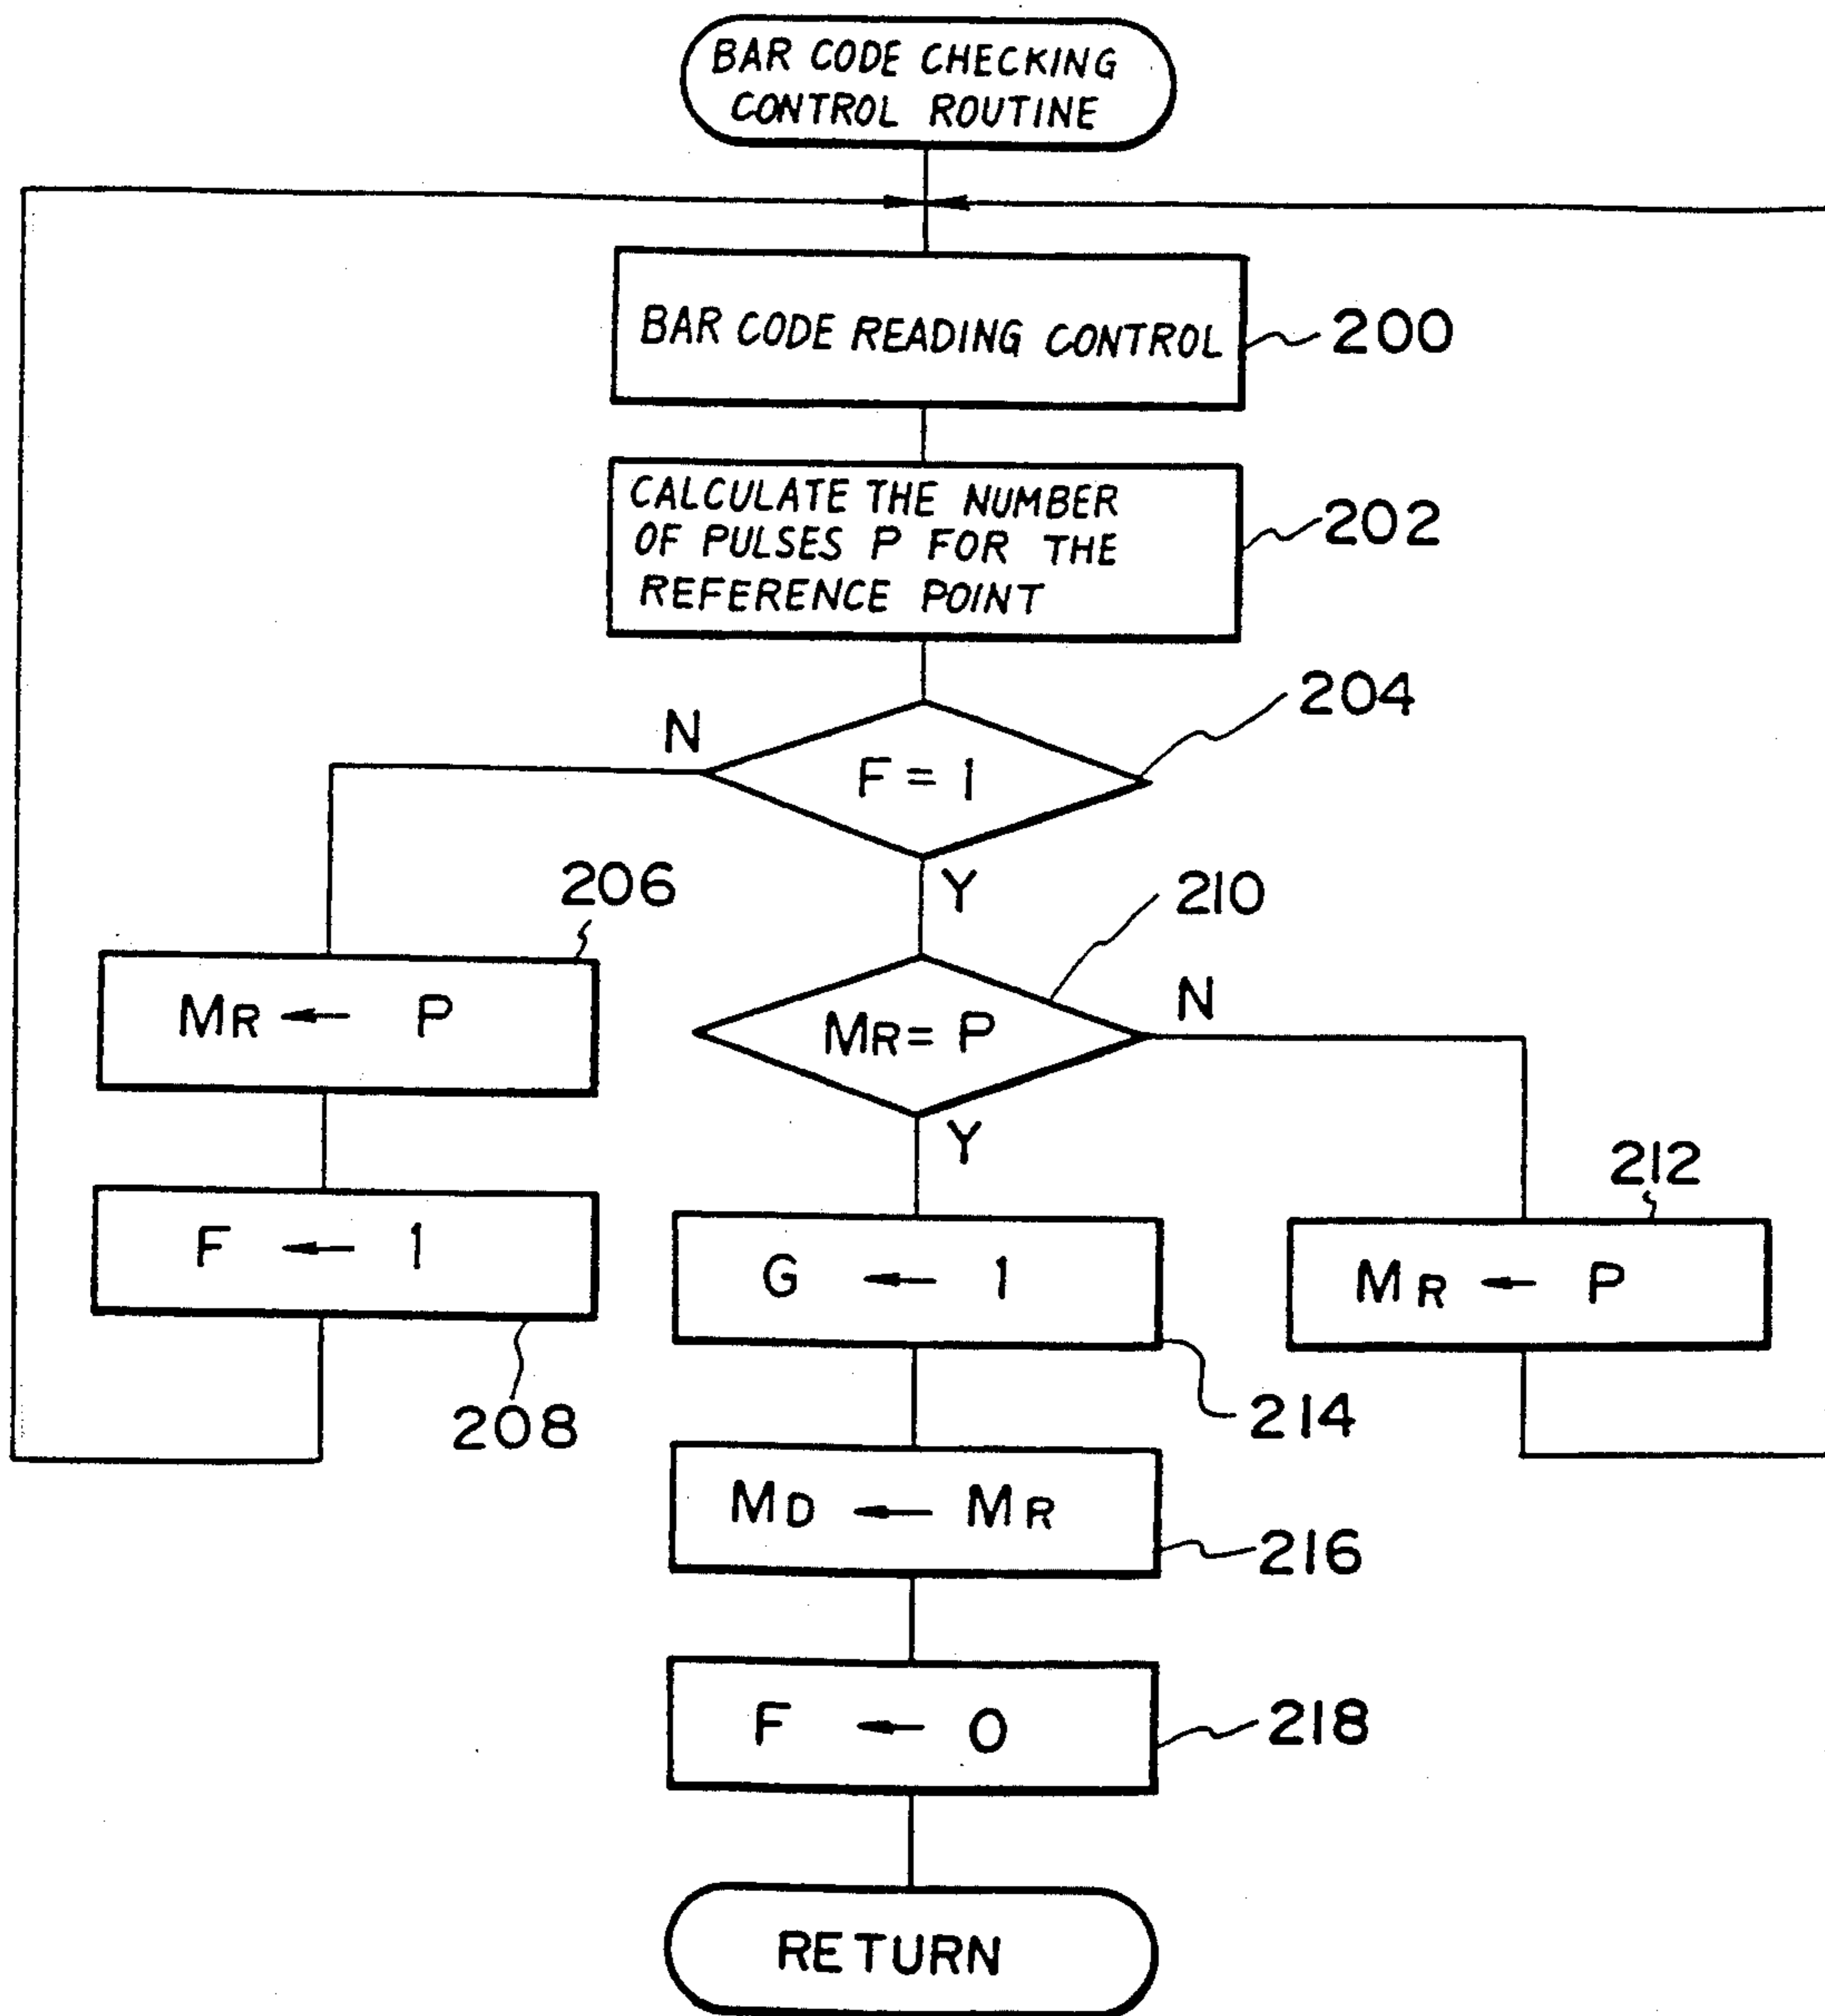 BAR CODE CHECKING
CONTROL ROUTINE
BAR CODE READING CONTROL
200
CALCULATE THE NUMBER
OF PULSES P FOR THE
REFERENCE POINT
202
204
N
F = 1
Y
206
MR ← P
210
MR = P
N
Y
F ← 1
208
212
MR ← P
G ← 1
214
MD ← MR
216
F ← 0
218
RETURN